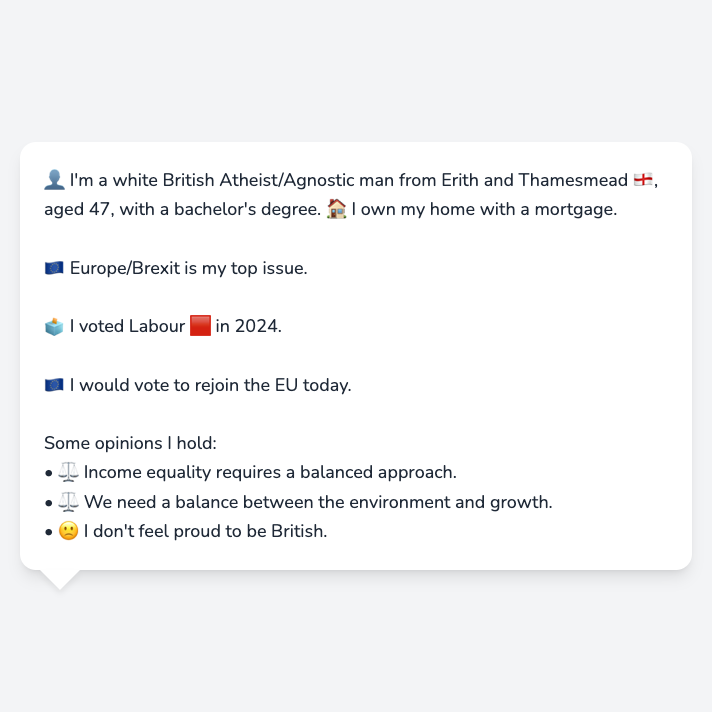 👤 I'm a white British Atheist/Agnostic man from Erith and Thamesmead 🏴󠁧󠁢󠁥󠁮󠁧󠁿,
aged 47, with a bachelor's degree. 🏠 I own my home with a mortgage.
🇪🇺 Europe/Brexit is my top issue.
🗳️ I voted Labour 🟥 in 2024.
🇪🇺 I would vote to rejoin the EU today.
Some opinions I hold:
• ⚖️ Income equality requires a balanced approach.
• ⚖️ We need a balance between the environment and growth.
• 🙁 I don't feel proud to be British.